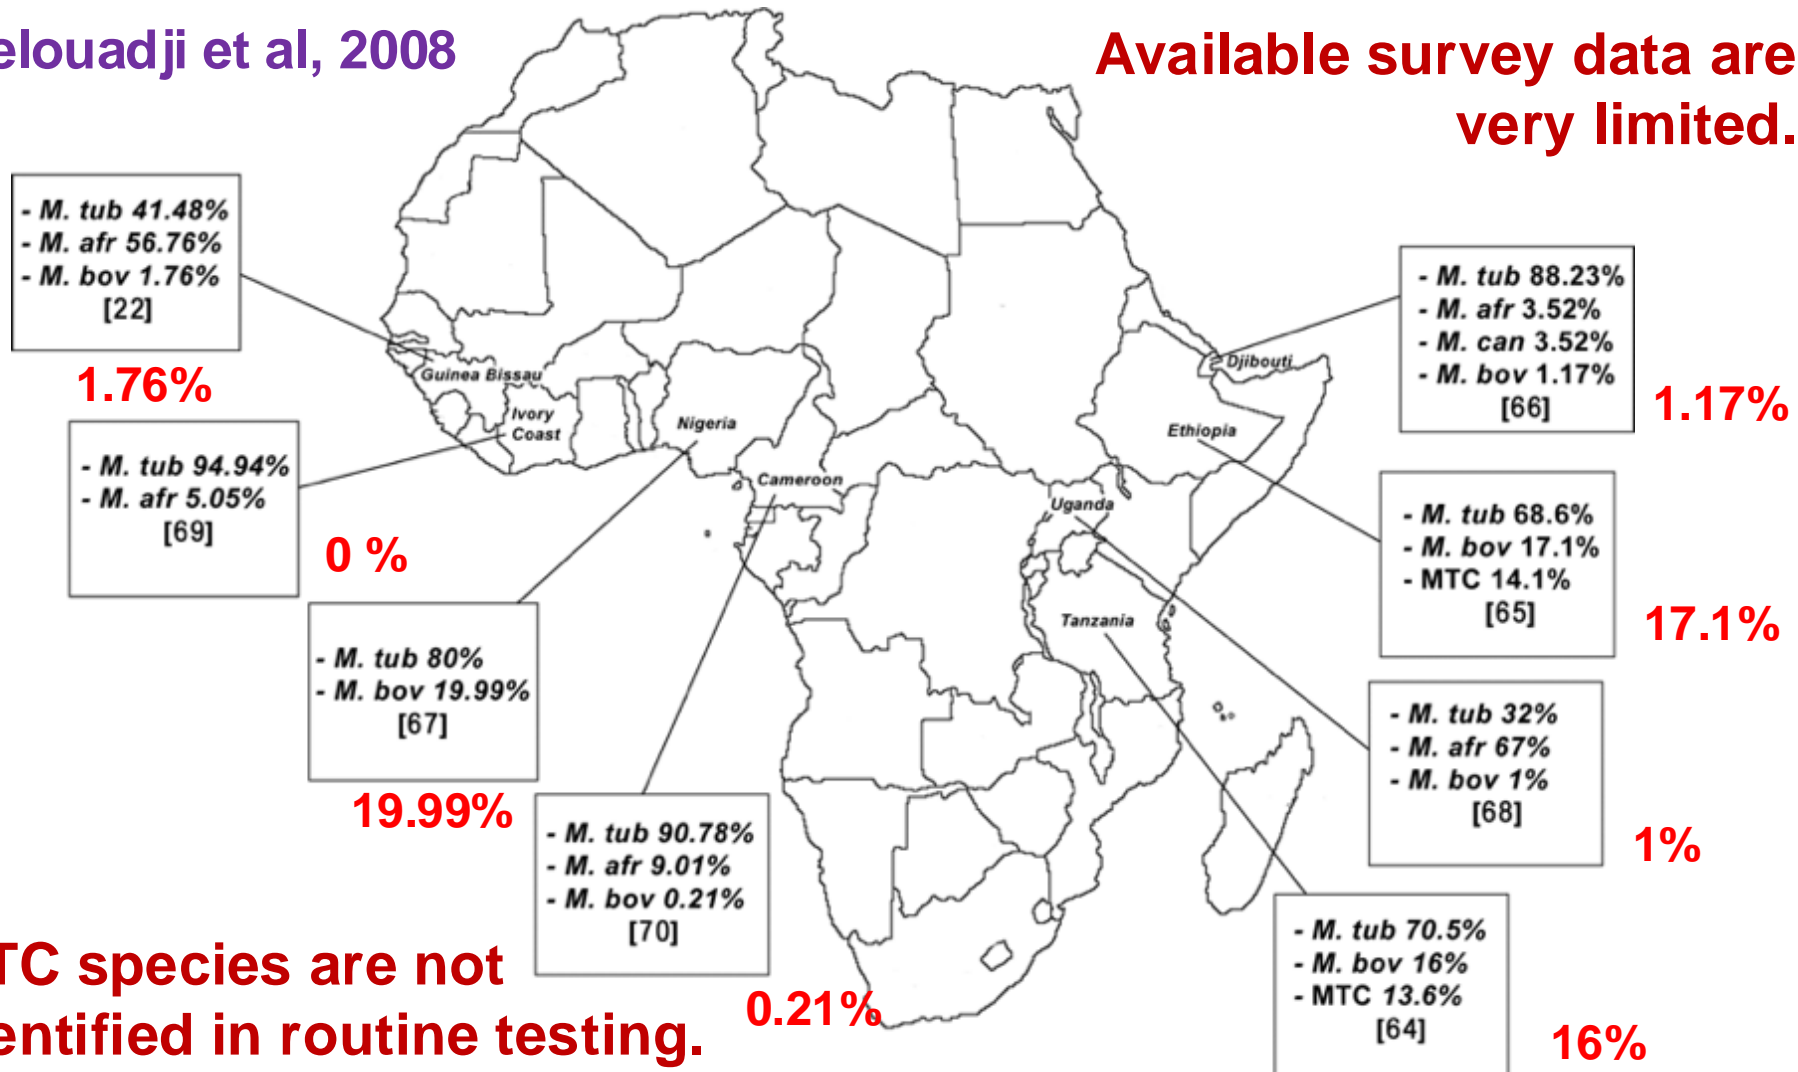 elouadji et al, 2008
Available survey data are
very limited.
- M. tub 41.48%
- M. afr 56.76%
- M. bov 1.76%
[22]
1.76%
- M. tub 94.94%
- M. afr 5.05%
[69]
0 %
- M. tub 80%
- M. bov 19.99%
[67]
19.99%
- M. tub 90.78%
- M. afr 9.01%
- M. bov 0.21%
[70]
0.21%
Guinea Bissau
Ivory
Coast
Nigeria
Cameroon
Djibouti
Ethiopia
Uganda
Tanzania
- M. tub 88.23%
- M. afr 3.52%
- M. can 3.52%
- M. bov 1.17%
[66]
1.17%
- M. tub 68.6%
- M. bov 17.1%
- MTC 14.1%
[65]
17.1%
- M. tub 32%
- M. afr 67%
- M. bov 1%
[68]
1%
- M. tub 70.5%
- M. bov 16%
- MTC 13.6%
[64]
16%
TC species are not
entified in routine testing.